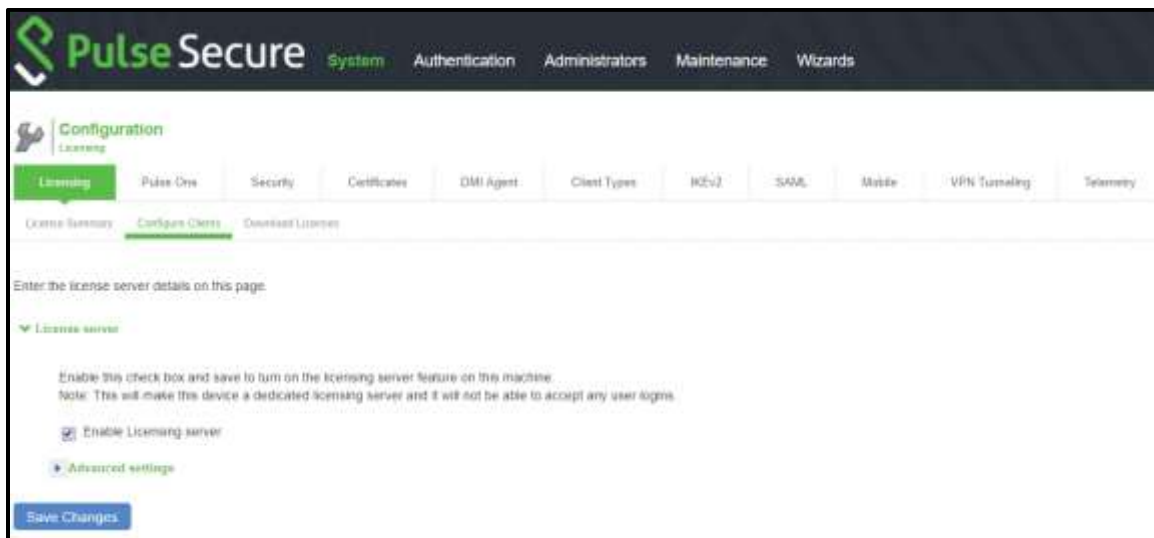 Pulse Secure System Authentication Administrators Maintenance Wizards
Configuration
Licensing
Licensing Pulse One Security Certificates DMI Agent Client Types IKEv2 SAML Mobile VPN Tunneling Telemetry
License Summary Configure Clients Download Licenses
Enter the license server details on this page.
License server
Enable this check box and save to turn on the licensing server feature on this machine.
Note: This will make this device a dedicated licensing server and it will not be able to accept any user logins.
Enable Licensing server
Advanced settings
Save Changes